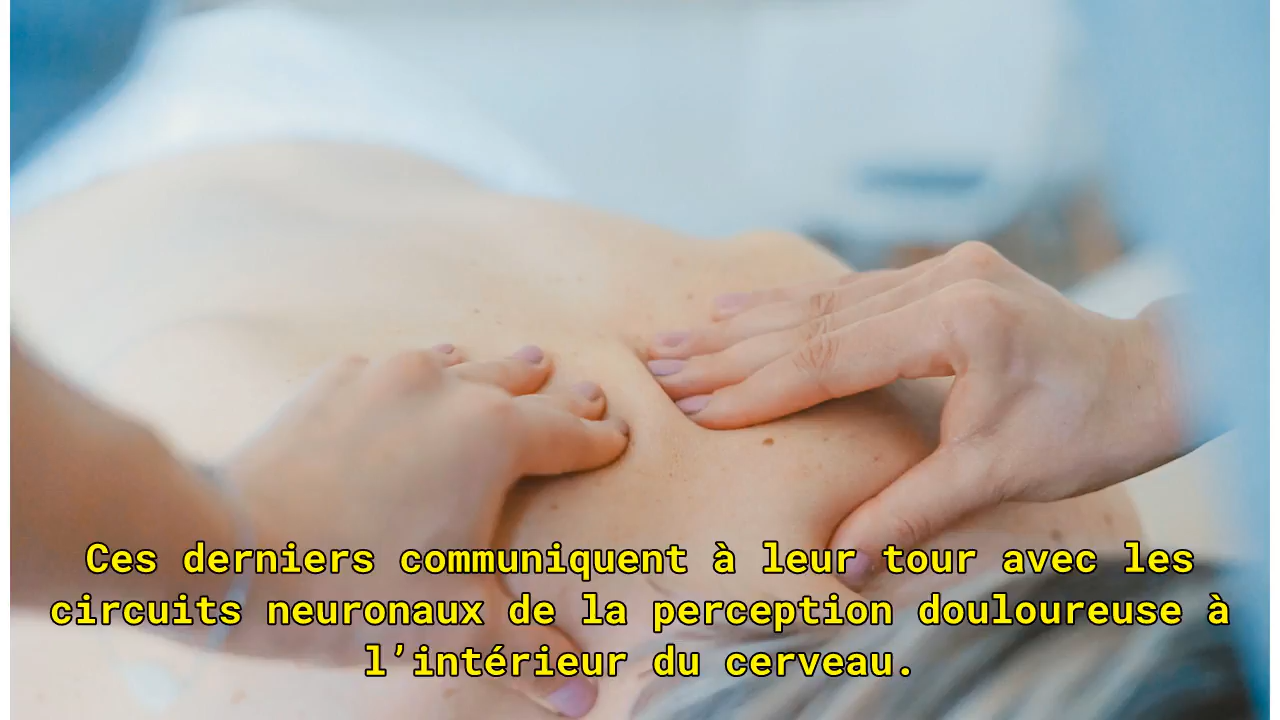 Ces derniers communiquent à leur tour avec les
circuits neuronaux de la perception douloureuse à
l’intérieur du cerveau.